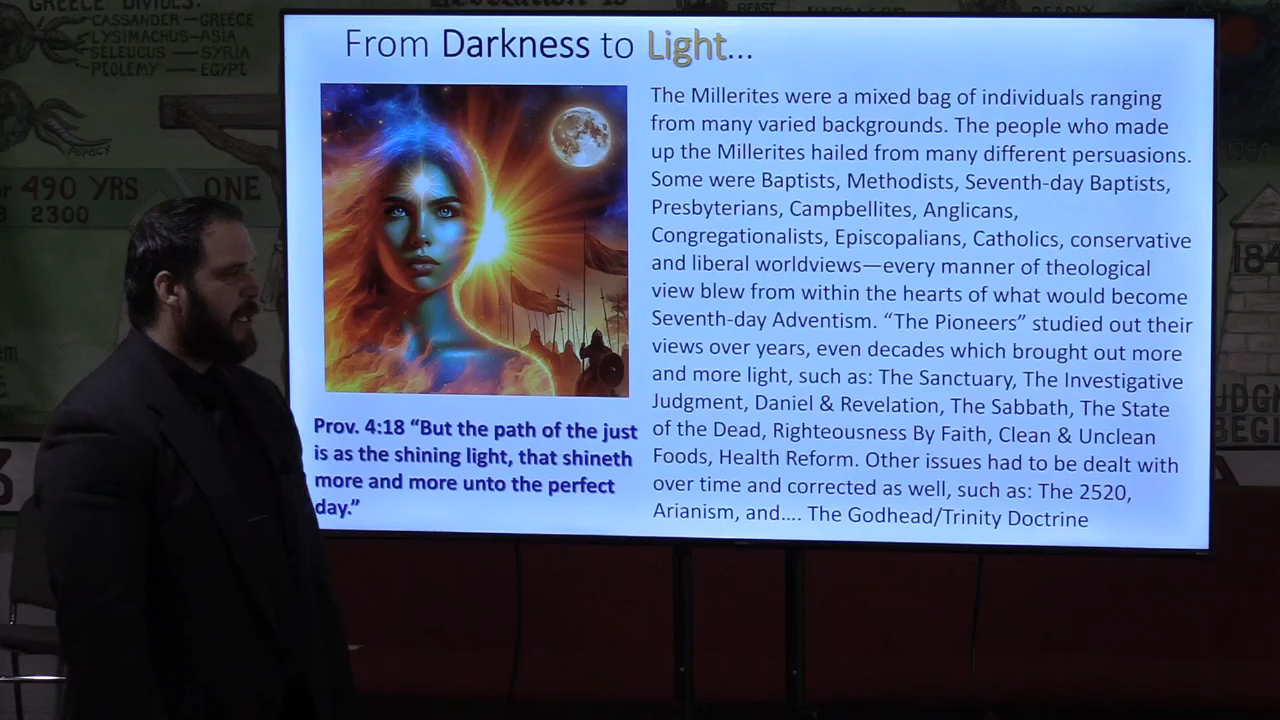 GREECE DIVIDES:
CASSANDER — GREECE
LYSIMACHUS — ASIA
SELEUCUS — SYRIA
PTOLEMY — EGYPT
PAPACY
490 YRS ONE
2300
BEAST
DEADLY
184
From Darkness to Light...
The Millerites were a mixed bag of individuals ranging
from many varied backgrounds. The people who made
up the Millerites hailed from many different persuasions.
Some were Baptists, Methodists, Seventh-day Baptists,
Presbyterians, Campbellites, Anglicans,
Congregationalists, Episcopalians, Catholics, conservative
and liberal worldviews—every manner of theological
view blew from within the hearts of what would become
Seventh-day Adventism. “The Pioneers” studied out their
views over years, even decades which brought out more
and more light, such as: The Sanctuary, The Investigative
Judgment, Daniel & Revelation, The Sabbath, The State
of the Dead, Righteousness By Faith, Clean & Unclean
Foods, Health Reform. Other issues had to be dealt with
over time and corrected as well, such as: The 2520,
Arianism, and.... The Godhead/Trinity Doctrine
Prov. 4:18 “But the path of the just
is as the shining light, that shineth
more and more unto the perfect
day.”